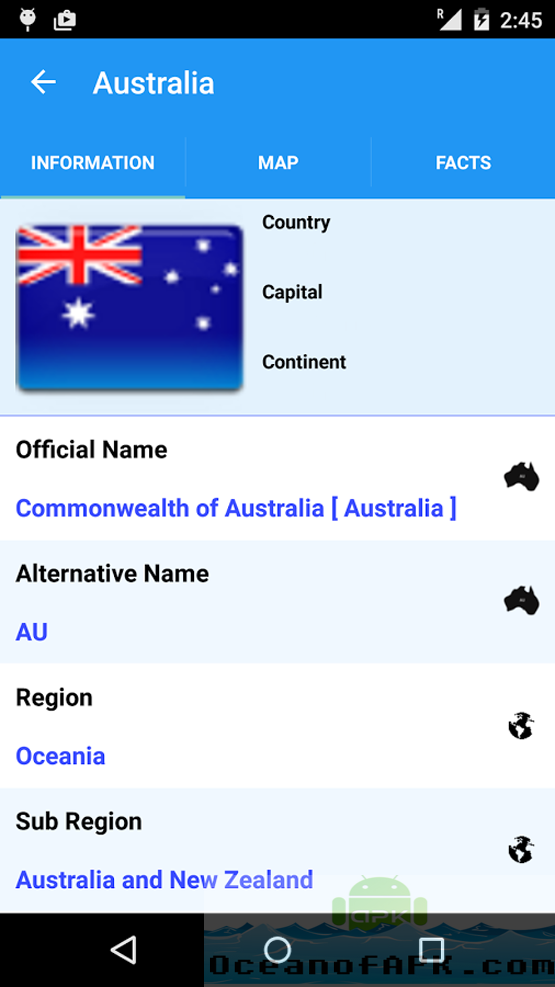 R 2:45
Australia
INFORMATION MAP FACTS
Country
Capital
Continent
Official Name
Commonwealth of Australia [ Australia ]
Alternative Name
AU
Region
Oceania
Sub Region
Australia and New Zealand
APK
OceanofAPK.com